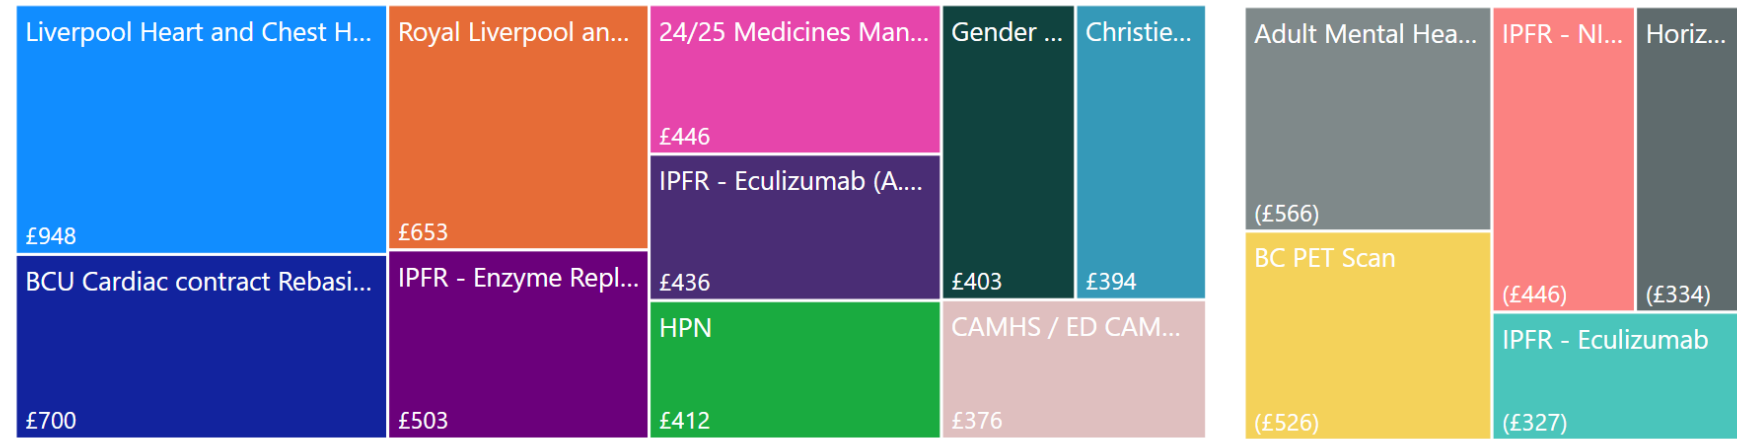 Liverpool Heart and Chest H...
£948
BCU Cardiac contract Rebasi...
£700
Royal Liverpool an...
£653
IPFR - Enzyme Repl...
£503
24/25 Medicines Man...
£446
IPFR - Eculizumab (A....
£436
HPN
£412
Gender ...
£403
Christie...
£394
CAMHS / ED CAM...
£376
Adult Mental Hea...
(£566)
BC PET Scan
(£526)
IPFR - NI...
(£446)
Horiz...
(£334)
IPFR - Eculizumab
(£327)